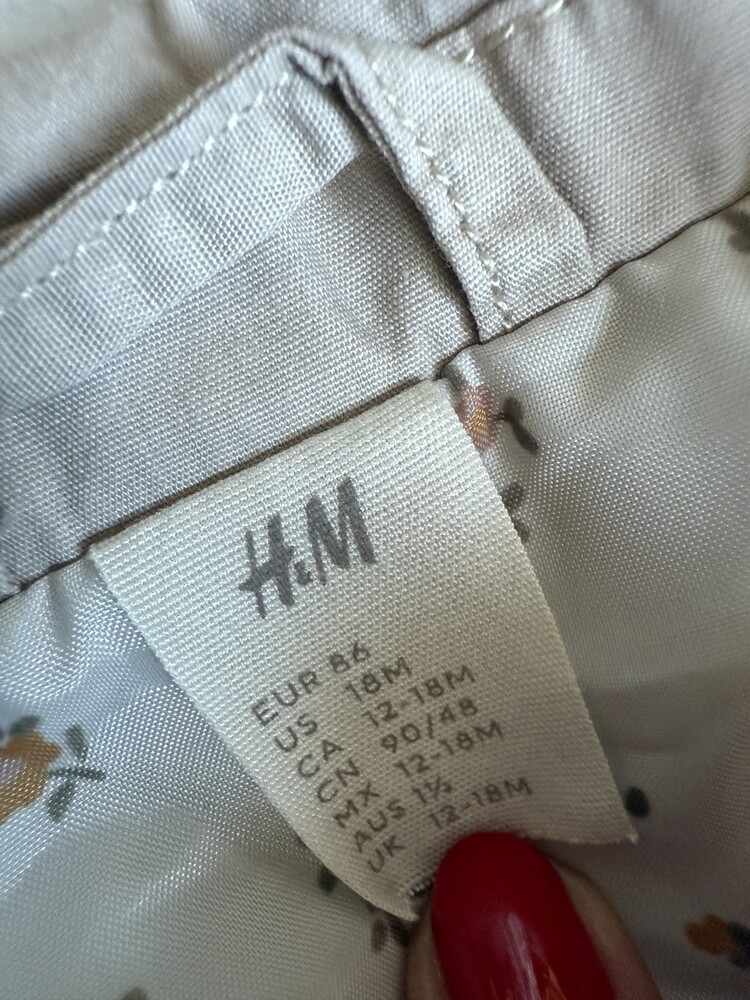 H&M
EUR 86
US 18M
CA 12-18M
CN 90/48
MX 12-18M
AUS 1½
UK 12-18M